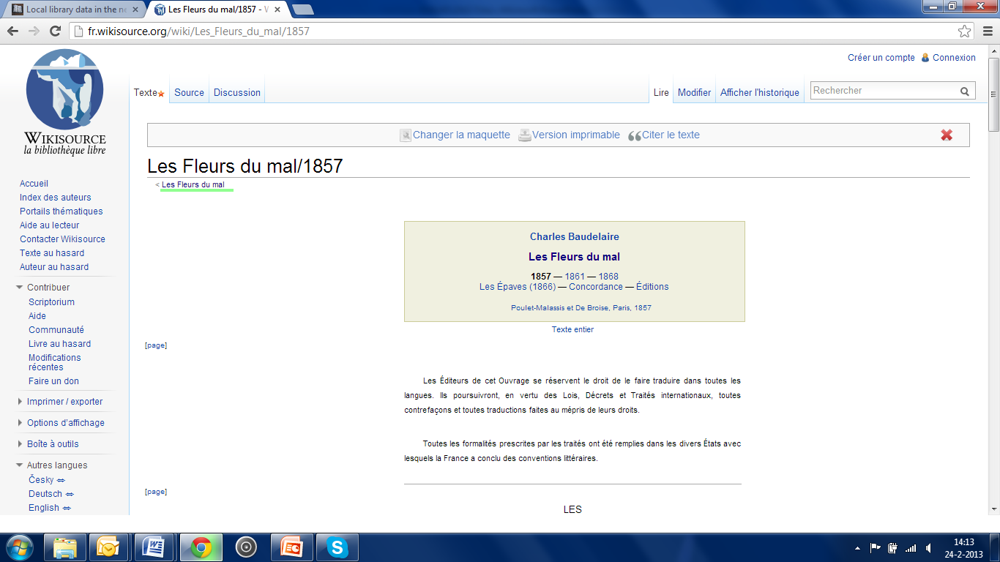 Local library data in the ne
Les Fleurs du mal/1857 - W
fr.wikisource.org/wiki/Les_Fleurs_du_mal/1857
Créer un compte Connexion
Texte Source Discussion Lire Modifier Afficher l'historique Rechercher
WIKISOURCE
la bibliothèque libre
Changer la maquette Version imprimable Citer le texte
Les Fleurs du mal/1857
< Les Fleurs du mal
Accueil
Index des auteurs
Portails thématiques
Aide au lecteur
Contacter Wikisource
Texte au hasard
Auteur au hasard
Contribuer
Scriptorium
Aide
Communauté
Livre au hasard
Modifications
récentes
Faire un don
Imprimer / exporter
Options d'affichage
Boîte à outils
Autres langues
Česky ⇔
Deutsch ⇔
English ⇔
Charles Baudelaire
Les Fleurs du mal
1857 — 1861 — 1868
Les Épaves (1866) — Concordance — Éditions
Poulet-Malassis et De Broise, Paris, 1857
Texte entier
[page]
Les Éditeurs de cet Ouvrage se réservent le droit de le faire traduire dans toutes les
langues. Ils poursuivront, en vertu des Lois, Décrets et Traités internationaux, toutes
contrefaçons et toutes traductions faites au mépris de leurs droits.
Toutes les formalités prescrites par les traités ont été remplies dans les divers États avec
lesquels la France a conclu des conventions littéraires.
[page]
LES
14:13
24-2-2013